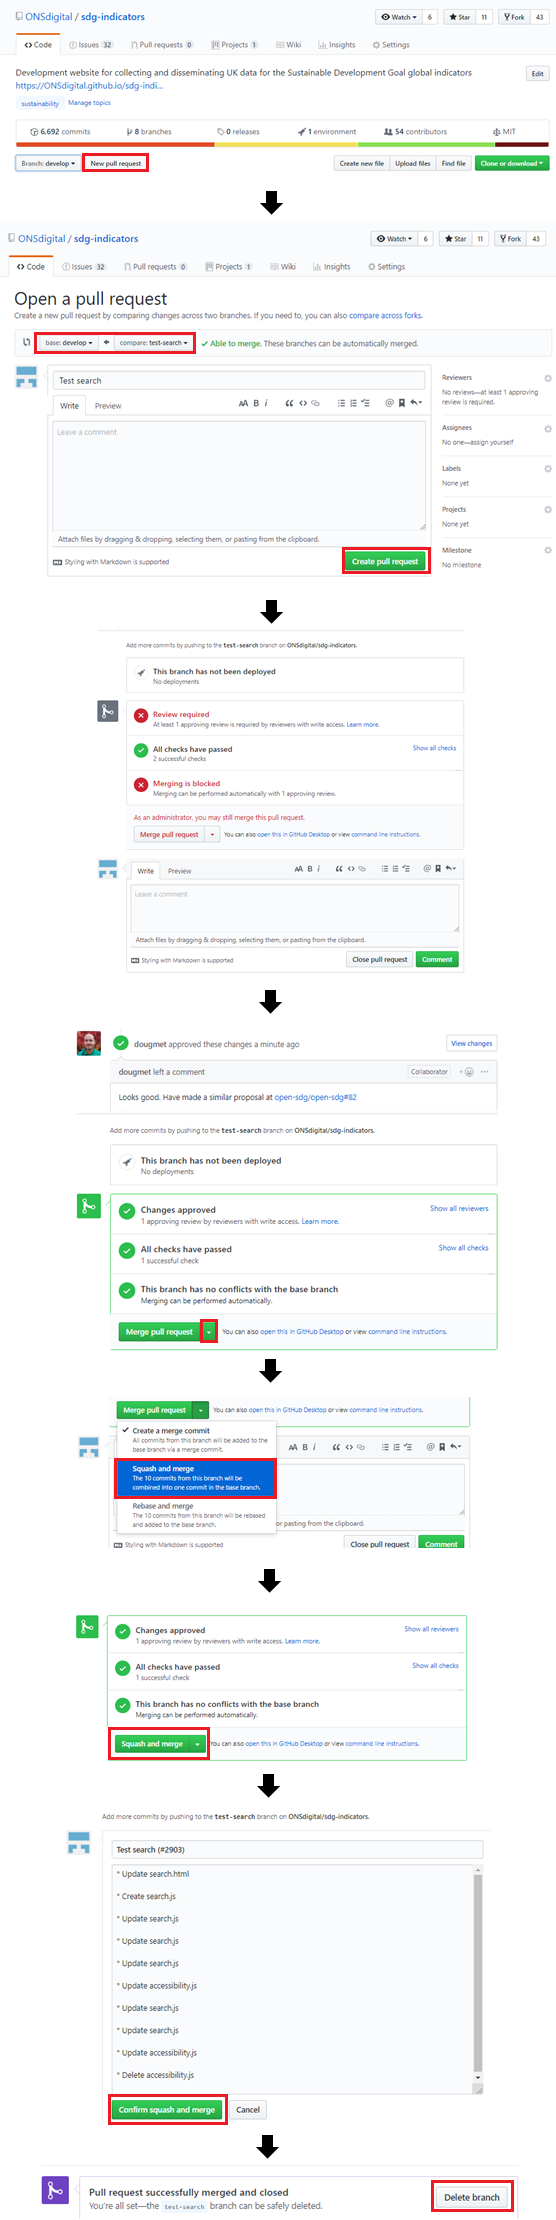 ONSdigital / sdg-indicators
Watch 6 Star 11 Fork 43
Code Issues 32 Pull requests 0 Projects 1 Wiki Insights Settings
Development website for collecting and disseminating UK data for the Sustainable Development Goal global indicators
Edit
https://ONSdigital.github.io/sdg-indi...
sustainability Manage topics
6,692 commits 8 branches 0 releases 1 environment 54 contributors MIT
Branch: develop New pull request Create new file Upload files Find file Clone or download
ONSdigital / sdg-indicators
Watch 6 Star 11 Fork 43
Code Issues 32 Pull requests 0 Projects 1 Wiki Insights Settings
Open a pull request
Create a new pull request by comparing changes across two branches. If you need to, you can also compare across forks.
base: develop compare: test-search Able to merge. These branches can be automatically merged.
Test search
Write Preview
Leave a comment
Attach files by dragging & dropping, selecting them, or pasting from the clipboard.
Styling with Markdown is supported
Create pull request
Reviewers
No reviews—at least 1 approving
review is required.
Assignees
No one—assign yourself
Labels
None yet
Projects
None yet
Milestone
No milestone
Add more commits by pushing to the test-search branch on ONSdigital/sdg-indicators.
This branch has not been deployed
No deployments
Review required
At least 1 approving review is required by reviewers with write access. Learn more.
All checks have passed
2 successful checks
Show all checks
Merging is blocked
Merging can be performed automatically with 1 approving review.
As an administrator, you may still merge this pull request.
Merge pull request You can also open this in GitHub Desktop or view command line instructions.
Write Preview
Leave a comment
Attach files by dragging & dropping, selecting them, or pasting from the clipboard.
Styling with Markdown is supported
Close pull request Comment
dougmet approved these changes a minute ago
View changes
dougmet left a comment
Collaborator
Looks good. Have made a similar proposal at open-sdg/open-sdg#82
Add more commits by pushing to the test-search branch on ONSdigital/sdg-indicators.
This branch has not been deployed
No deployments
Changes approved
1 approving review by reviewers with write access. Learn more.
Show all reviewers
All checks have passed
1 successful check
Show all checks
This branch has no conflicts with the base branch
Merging can be performed automatically.
Merge pull request You can also open this in GitHub Desktop or view command line instructions.
Merge pull request You can also open this in GitHub Desktop or view command line instructions.
Create a merge commit
All commits from this branch will be added to the
base branch via a merge commit.
Squash and merge
The 10 commits from this branch will be
combined into one commit in the base branch.
Rebase and merge
The 10 commits from this branch will be rebased
and added to the base branch.
or pasting from the clipboard.
Styling with Markdown is supported
Close pull request Comment
Changes approved
1 approving review by reviewers with write access. Learn more.
Show all reviewers
All checks have passed
1 successful check
Show all checks
This branch has no conflicts with the base branch
Merging can be performed automatically.
Squash and merge You can also open this in GitHub Desktop or view command line instructions.
Add more commits by pushing to the test-search branch on ONSdigital/sdg-indicators.
Test search (#2903)
* Update search.html
* Create search.js
* Update search.js
* Update search.js
* Update search.js
* Update accessibility.js
* Update search.js
* Update search.js
* Update accessibility.js
* Delete accessibility.js
Confirm squash and merge Cancel
Pull request successfully merged and closed
You're all set—the test-search branch can be safely deleted.
Delete branch